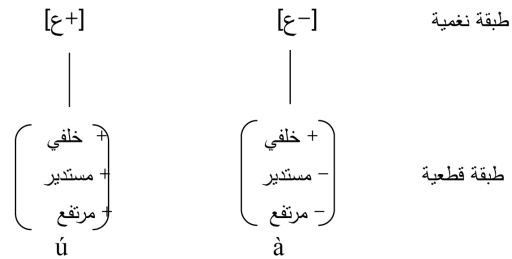 طبقة نغمية [−ع] [+ع]
+ خلفي + خلفي
طبقة قطعية − مستدير + مستدير
− مرتفع + مرتفع
à ú